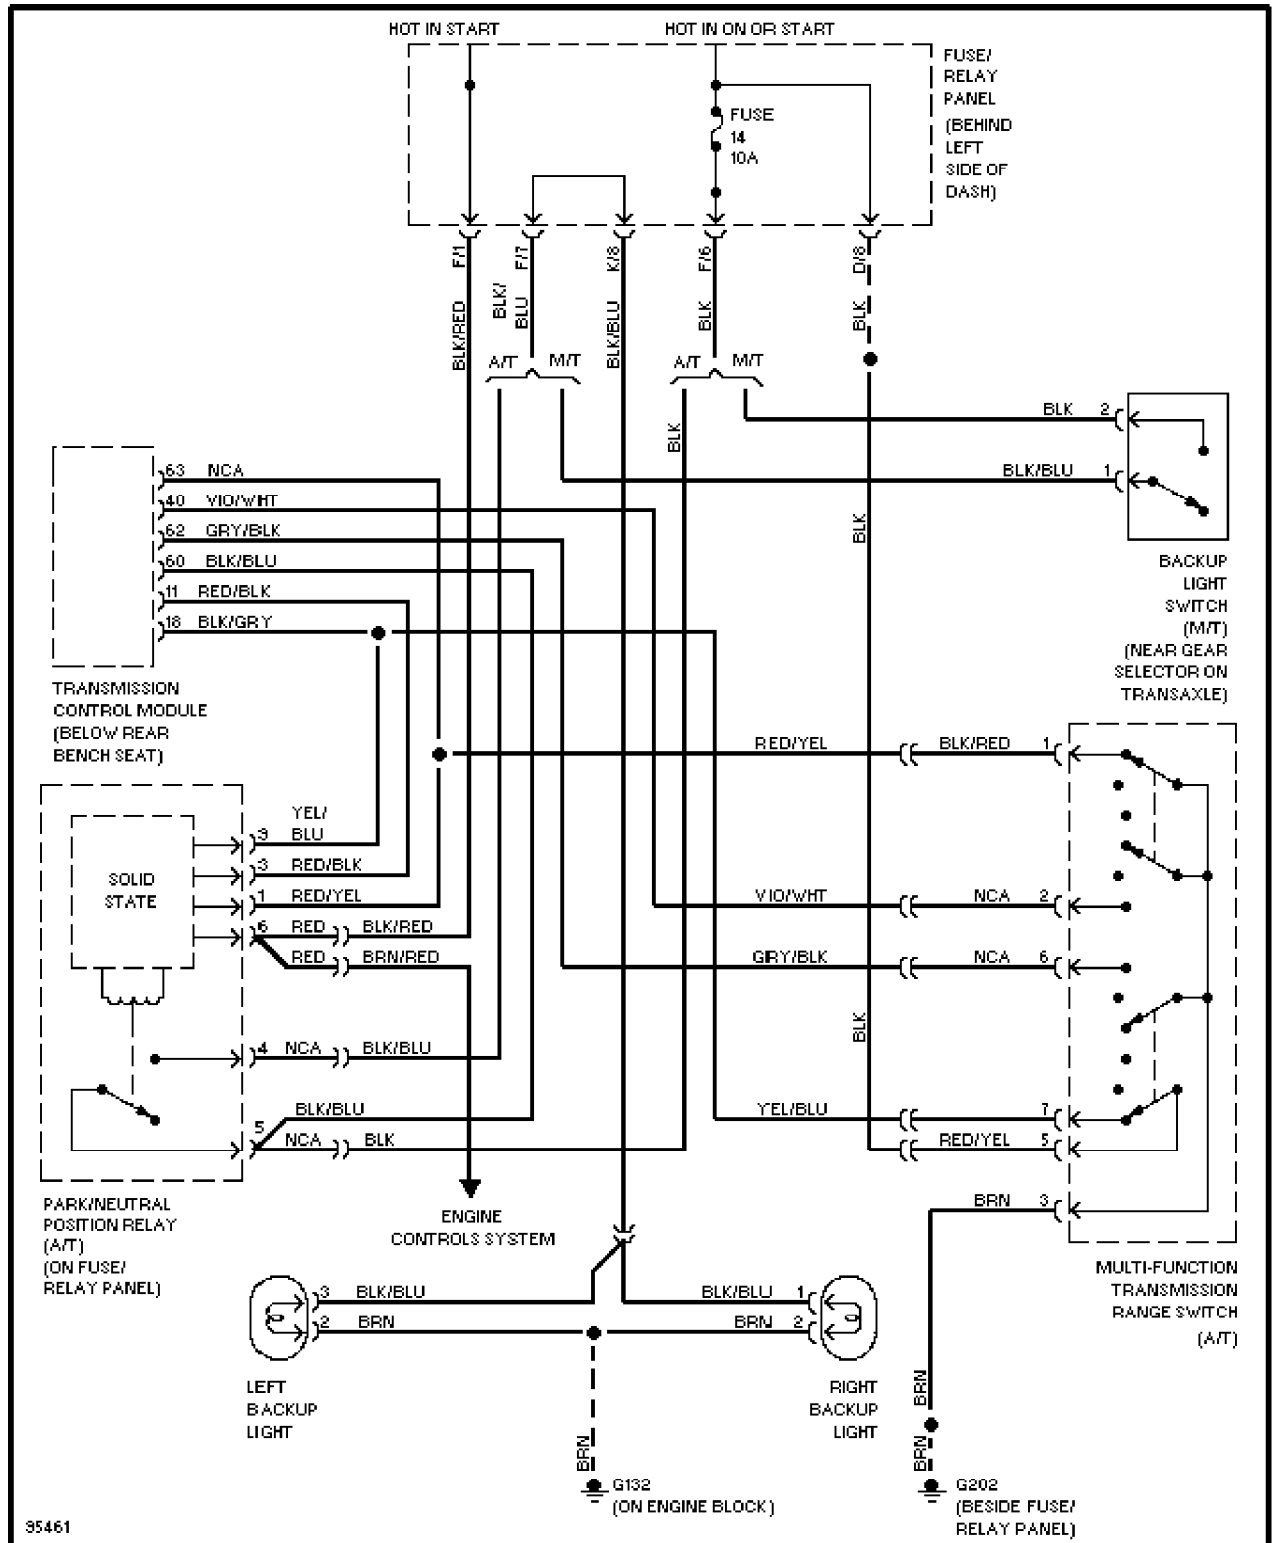 HOT IN START
HOT IN ON OR START
FUSE/
RELAY
PANEL
(BEHIND
LEFT
SIDE OF
DASH)
FUSE
14
10A
F/1
F/7
K/8
F/6
D/8
BLK/RED
BLK/
BLU
BLK/BLU
BLK
BLK
A/T
M/T
A/T
M/T
BLK
BLK 2
BLK/BLU 1
BLK
BACKUP
LIGHT
SWITCH
(M/T)
(NEAR GEAR
SELECTOR ON
TRANSAXLE)
63 NCA
40 VIO/WHT
62 GRY/BLK
60 BLK/BLU
11 RED/BLK
18 BLK/GRY
TRANSMISSION
CONTROL MODULE
(BELOW REAR
BENCH SEAT)
RED/YEL BLK/RED 1
YEL/
9 BLU
3 RED/BLK
1 RED/YEL
6 RED BLK/RED
RED BRN/RED
SOLID
STATE
VIO/WHT NCA 2
GRY/BLK NCA 6
BLK
4 NCA BLK/BLU
BLK/BLU
5
NCA BLK
YEL/BLU 7
RED/YEL 5
BRN 3
PARK/NEUTRAL
POSITION RELAY
(A/T)
(ON FUSE/
RELAY PANEL)
ENGINE
CONTROLS SYSTEM
MULTI-FUNCTION
TRANSMISSION
RANGE SWITCH
(A/T)
3 BLK/BLU
2 BRN
BLK/BLU 1
BRN 2
LEFT
BACKUP
LIGHT
RIGHT
BACKUP
LIGHT
BRN
BRN
BRN
G132
(ON ENGINE BLOCK)
G202
(BESIDE FUSE/
RELAY PANEL)
95461